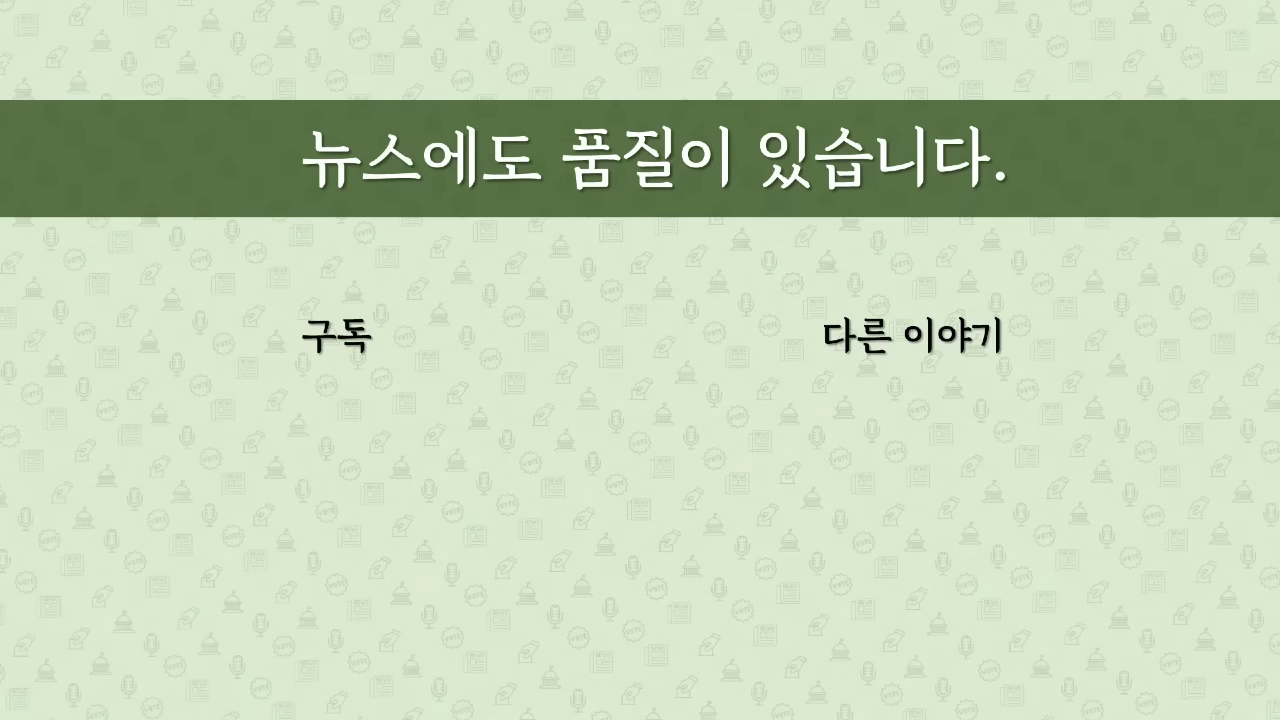 뉴스에도 품질이 있습니다.
구독
다른 이야기